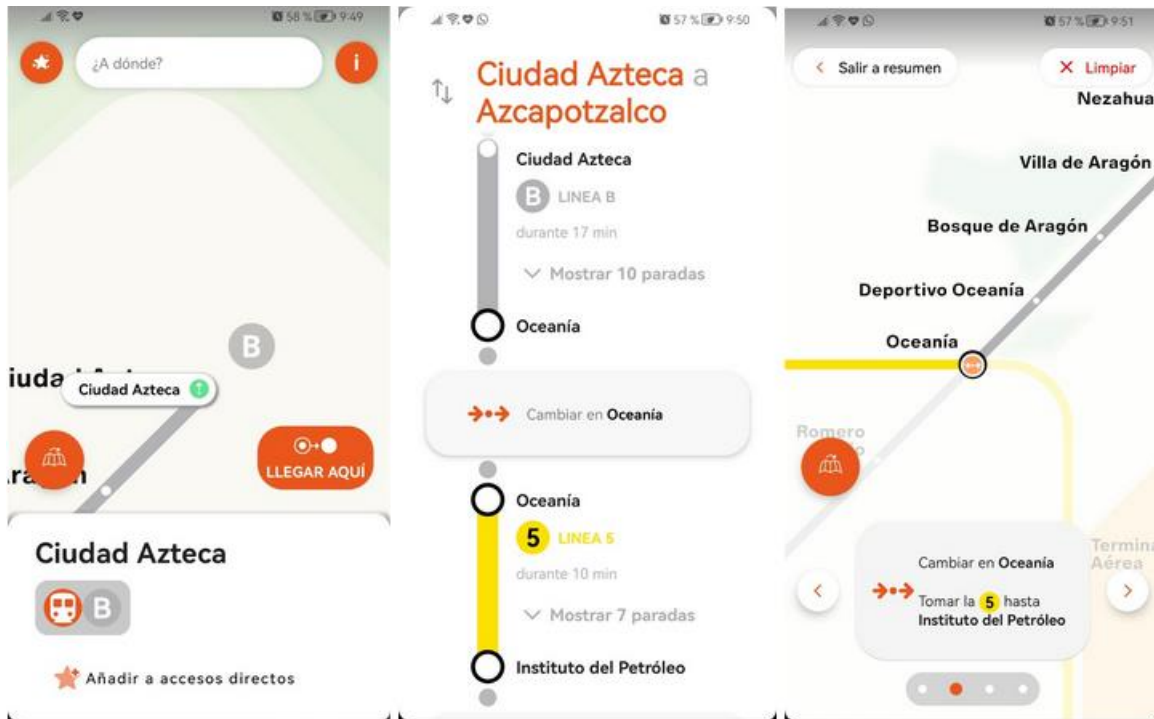 58 % 9:49
¿A dónde?
i
B
Ciudad Azteca
LLEGAR AQUÍ
Ciudad Azteca
B
Añadir a accesos directos
57 % 9:50
Ciudad Azteca a
Azcapotzalco
Ciudad Azteca
B LINEA B
durante 17 min
Mostrar 10 paradas
Oceanía
Cambiar en Oceanía
Oceanía
5 LINEA 5
durante 10 min
Mostrar 7 paradas
Instituto del Petróleo
57 % 9:51
Salir a resumen
Limpiar
Nezahua
Villa de Aragón
Bosque de Aragón
Deportivo Oceanía
Oceanía
Romero
Termina
Aérea
Cambiar en Oceanía
Tomar la 5 hasta
Instituto del Petróleo